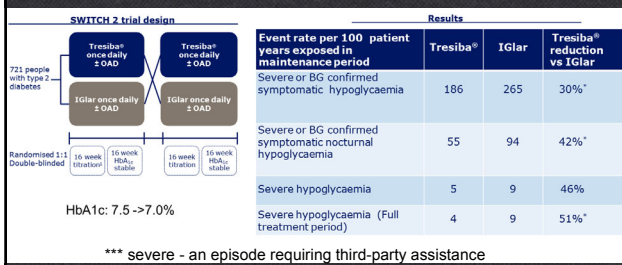 SWITCH 2 trial design
721 people
with type 2
diabetes
Tresiba®
once daily
± OAD
Tresiba®
once daily
± OAD
IGlar once daily
± OAD
IGlar once daily
± OAD
Randomised 1:1
Double-blinded
16 week
titration§
16 week
HbA1c
stable
16 week
titration
16 week
HbA1c
stable
HbA1c: 7.5 ->7.0%
Results
Event rate per 100 patient
years exposed in
maintenance period
Tresiba®
IGlar
Tresiba®
reduction
vs IGlar
Severe or BG confirmed
symptomatic hypoglycaemia
186
265
30%*
Severe or BG confirmed
symptomatic nocturnal
hypoglycaemia
55
94
42%*
Severe hypoglycaemia
5
9
46%
Severe hypoglycaemia (Full
treatment period)
4
9
51%*
*** severe - an episode requiring third-party assistance